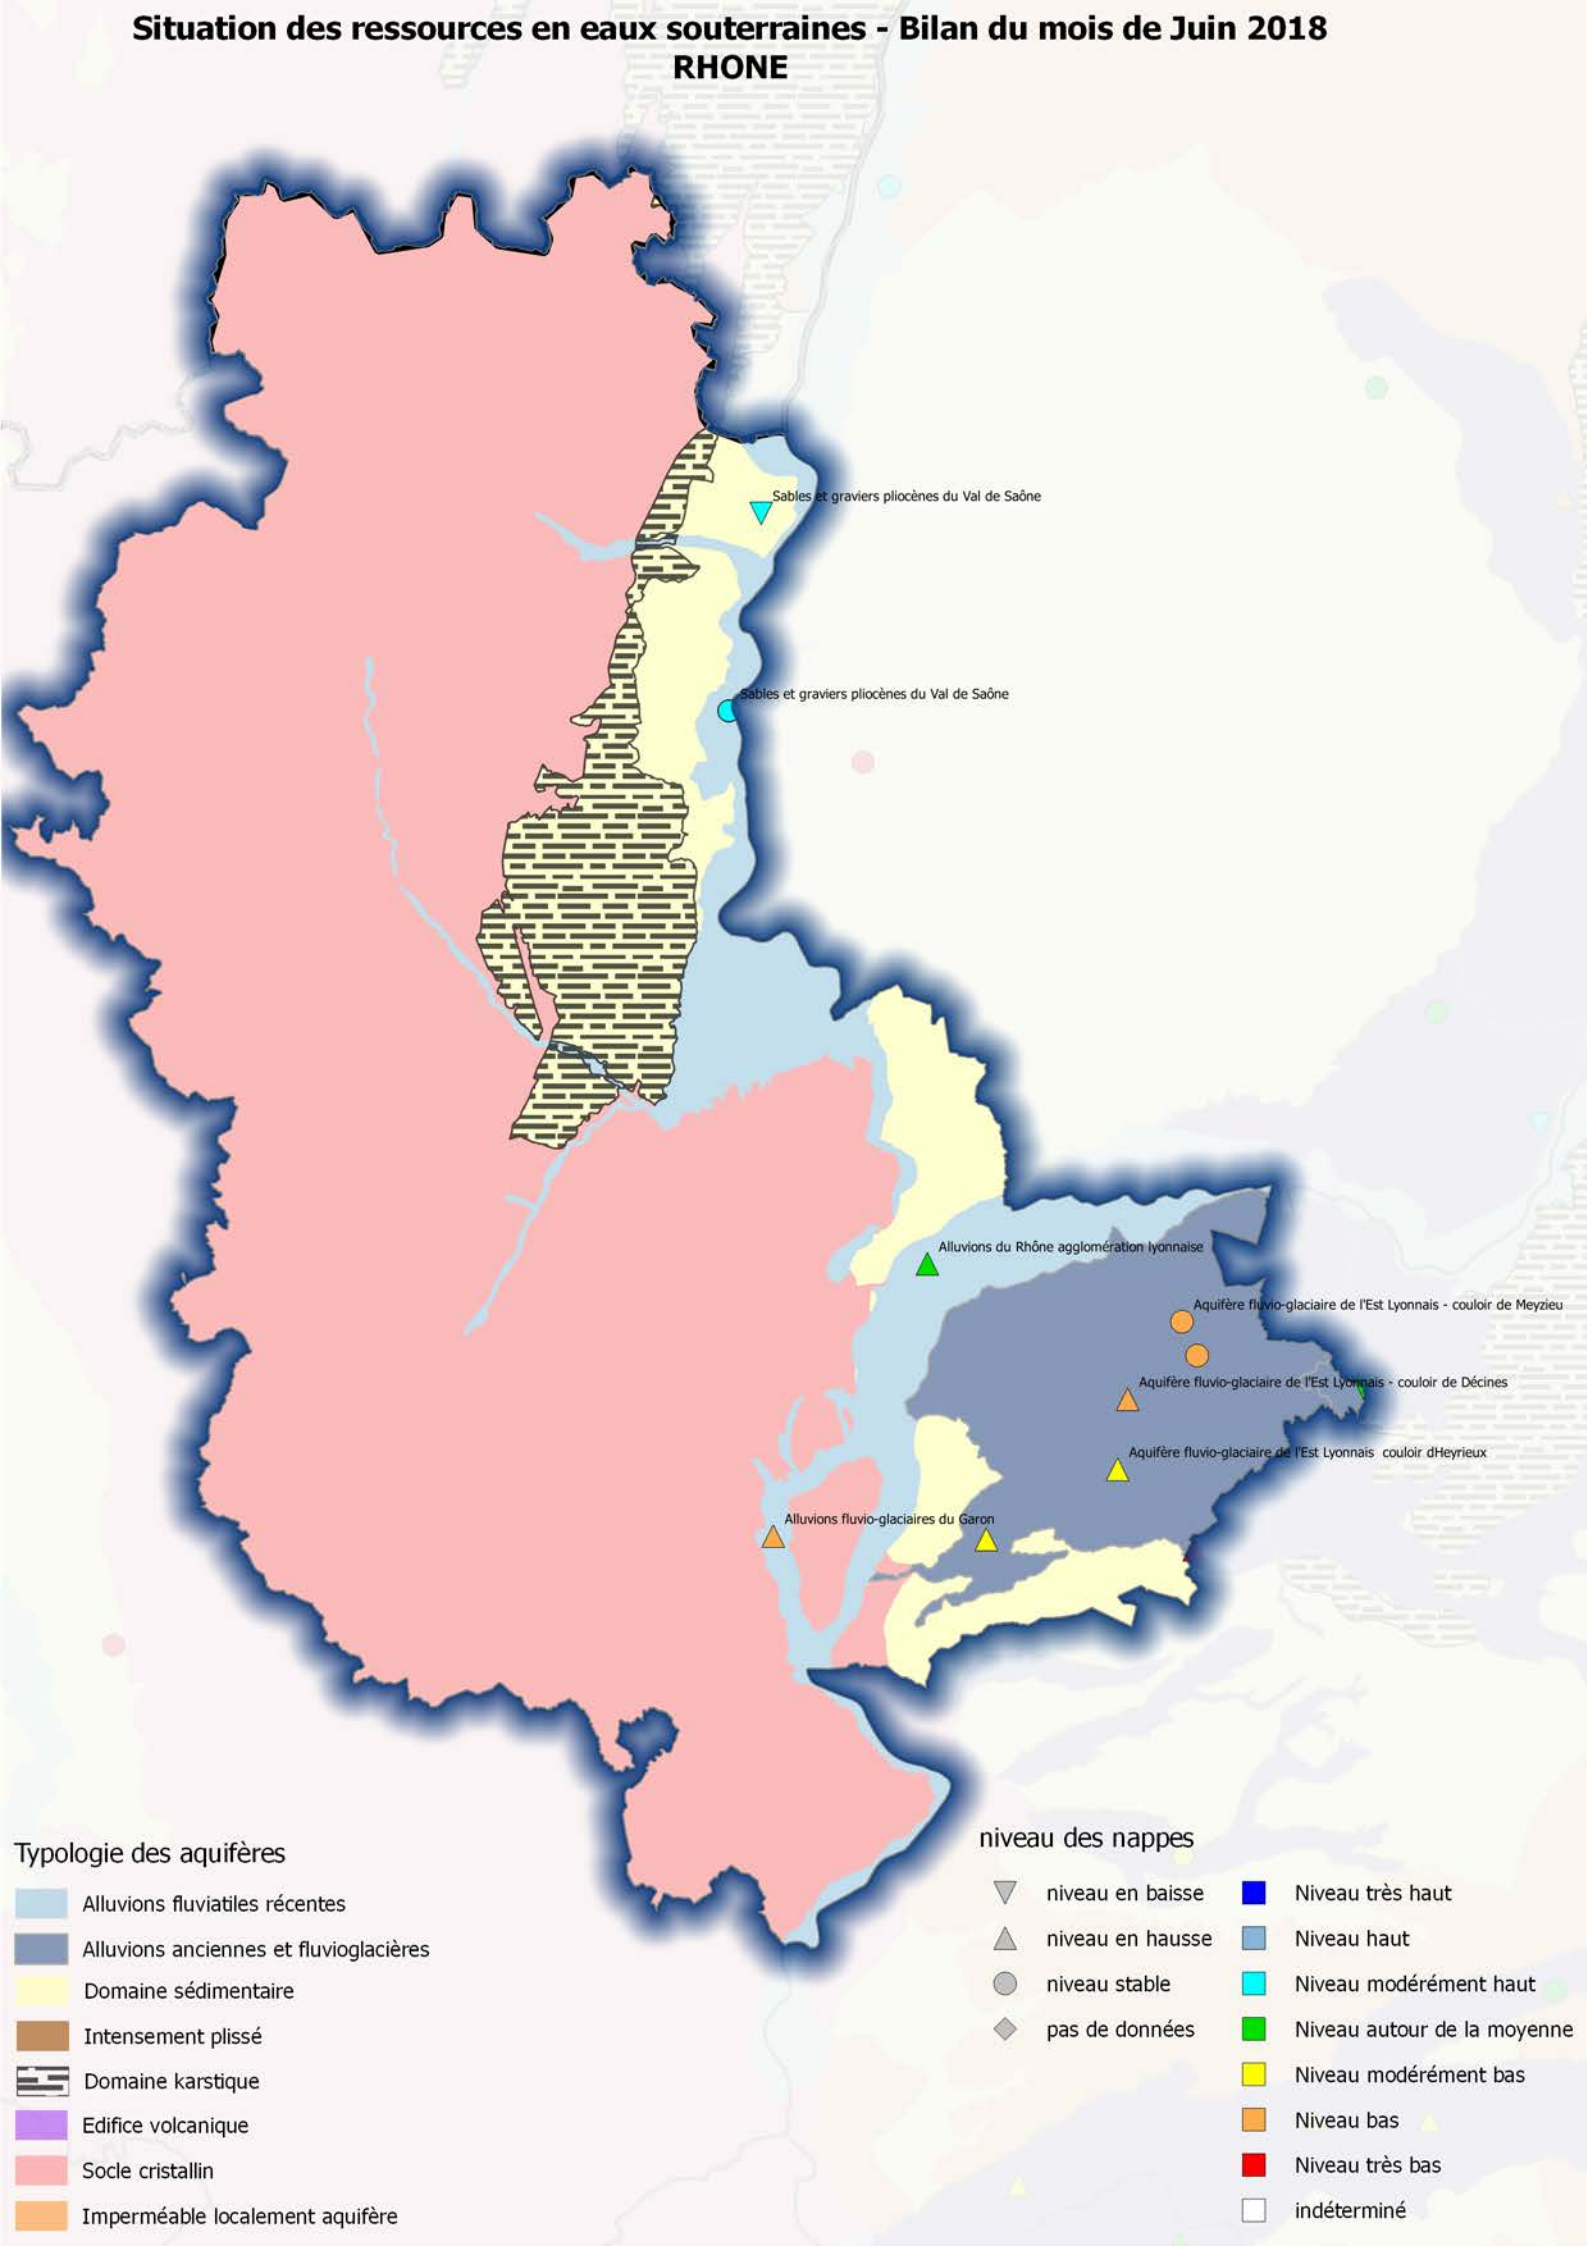 Situation des ressources en eaux souterraines - Bilan du mois de Juin 2018
RHONE
Sables et graviers pliocènes du Val de Saône
Sables et graviers pliocènes du Val de Saône
Alluvions du Rhône agglomération lyonnaise
Aquifère fluvio-glaciaire de l'Est Lyonnais - couloir de Meyzieu
Aquifère fluvio-glaciaire de l'Est Lyonnais - couloir de Décines
Aquifère fluvio-glaciaire de l'Est Lyonnais couloir dHeyrieux
Alluvions fluvio-glaciaires du Garon
Typologie des aquifères
Alluvions fluviatiles récentes
Alluvions anciennes et fluvioglacières
Domaine sédimentaire
Intensement plissé
Domaine karstique
Edifice volcanique
Socle cristallin
Imperméable localement aquifère
niveau des nappes
niveau en baisse
niveau en hausse
niveau stable
pas de données
Niveau très haut
Niveau haut
Niveau modérément haut
Niveau autour de la moyenne
Niveau modérément bas
Niveau bas
Niveau très bas
indéterminé